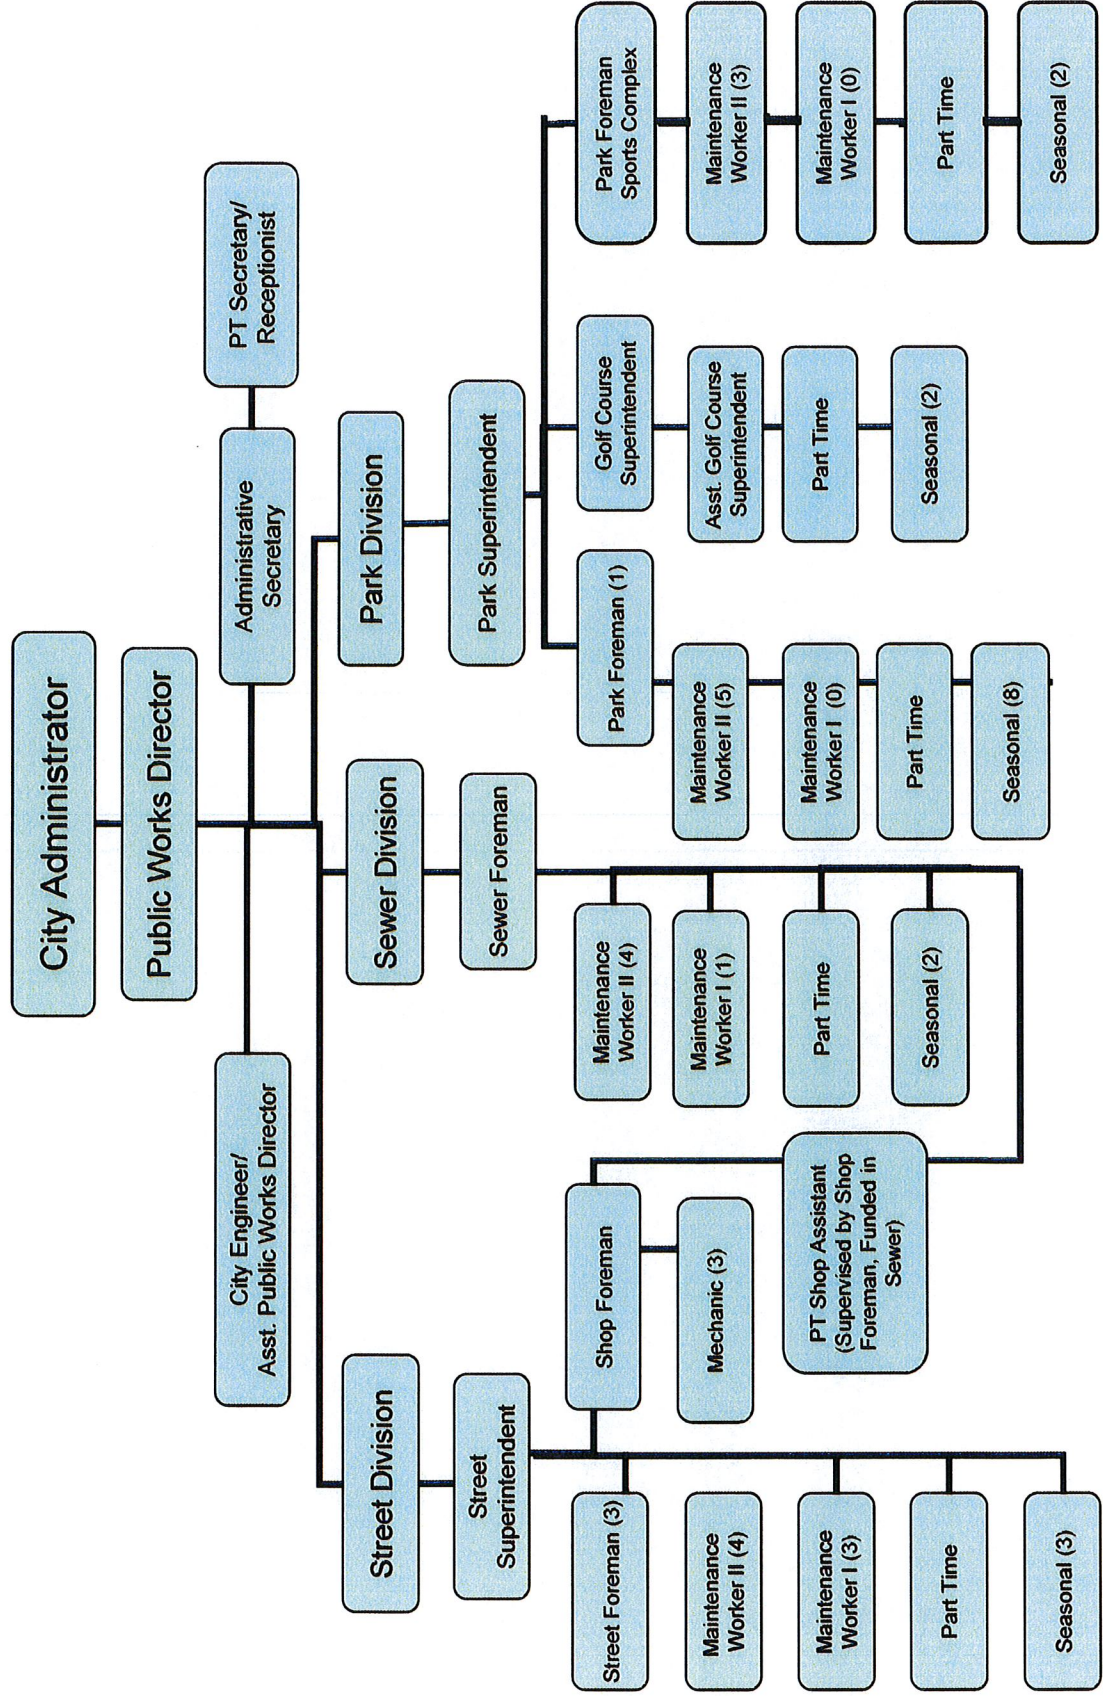 City Administrator
Public Works Director
City Engineer/
Asst. Public Works Director
Administrative
Secretary
PT Secretary/
Receptionist
Street Division
Street
Superintendent
Street Foreman (3)
Maintenance
Worker II (4)
Maintenance
Worker I (3)
Part Time
Seasonal (3)
Shop Foreman
Mechanic (3)
PT Shop Assistant
(Supervised by Shop
Foreman, Funded in
Sewer)
Sewer Division
Sewer Foreman
Maintenance
Worker II (4)
Maintenance
Worker I (1)
Part Time
Seasonal (2)
Park Division
Park Superintendent
Park Foreman (1)
Maintenance
Worker II (5)
Maintenance
Worker I (0)
Part Time
Seasonal (8)
Golf Course
Superintendent
Asst. Golf Course
Superintendent
Part Time
Seasonal (2)
Park Foreman
Sports Complex
Maintenance
Worker II (3)
Maintenance
Worker I (0)
Part Time
Seasonal (2)